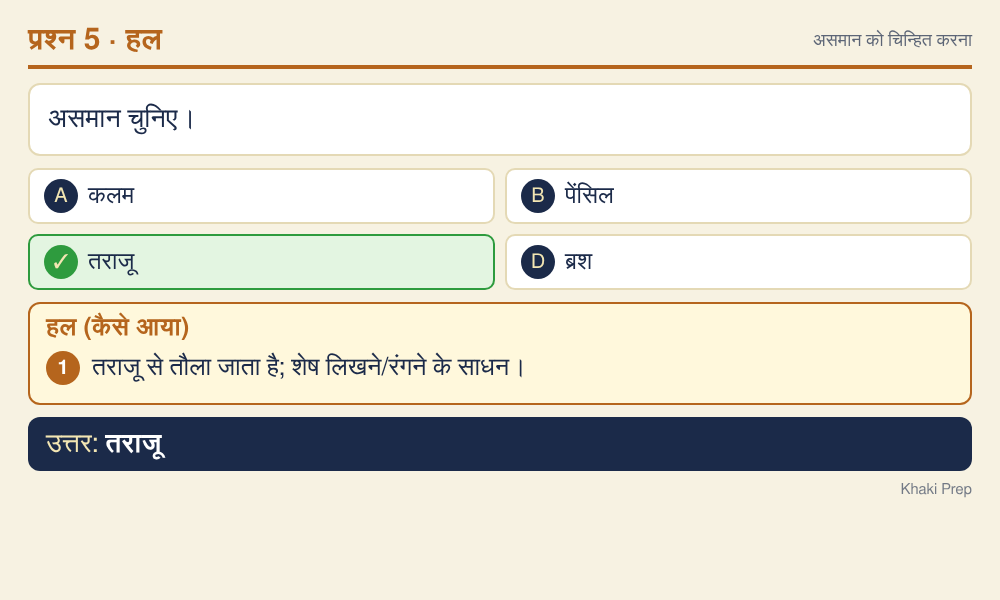 प्रश्न 5 · हल
असमान को चिन्हित करना
असमान चुनिए।
A कलम
B पेंसिल
✓ तराजू
D ब्रश
हल (कैसे आया)
1 तराजू से तौला जाता है; शेष लिखने/रंगने के साधन।
उत्तर: तराजू
Khaki Prep